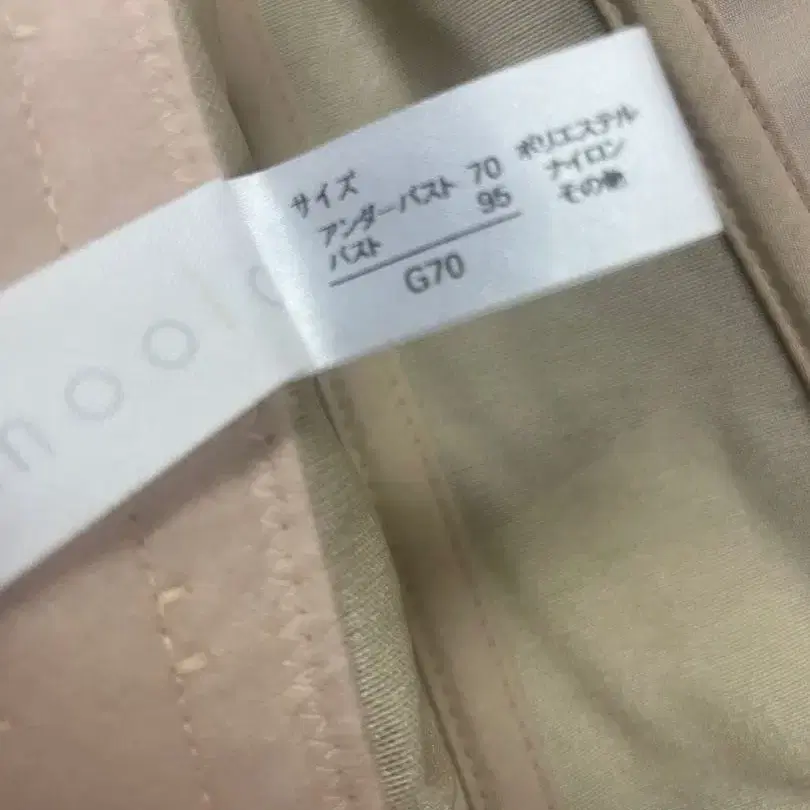 サイズ
アンダーバスト 70
バスト 95
G70
ポリエステル
ナイロン
その他